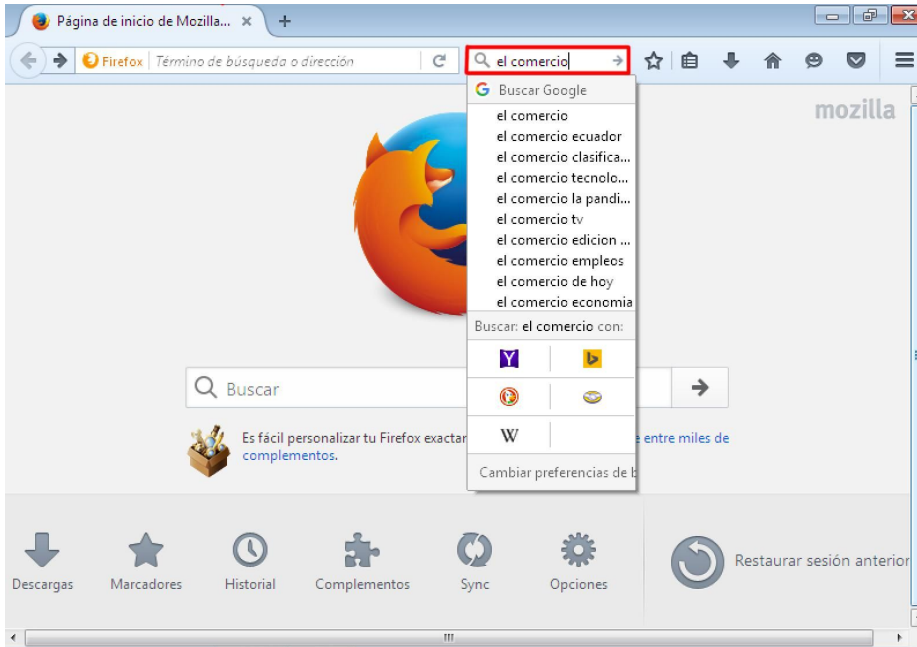 Página de inicio de Mozilla...
Firefox Término de búsqueda o dirección
el comercio
mozilla
Buscar Google
el comercio
el comercio ecuador
el comercio clasifica...
el comercio tecnolo...
el comercio la pandi...
el comercio tv
el comercio edicion ...
el comercio empleos
el comercio de hoy
el comercio economia
Buscar: el comercio con:
Y
W
Cambiar preferencias de b
Buscar
Es fácil personalizar tu Firefox exactar
e entre miles de
complementos.
Descargas
Marcadores
Historial
Complementos
Sync
Opciones
Restaurar sesión anterior